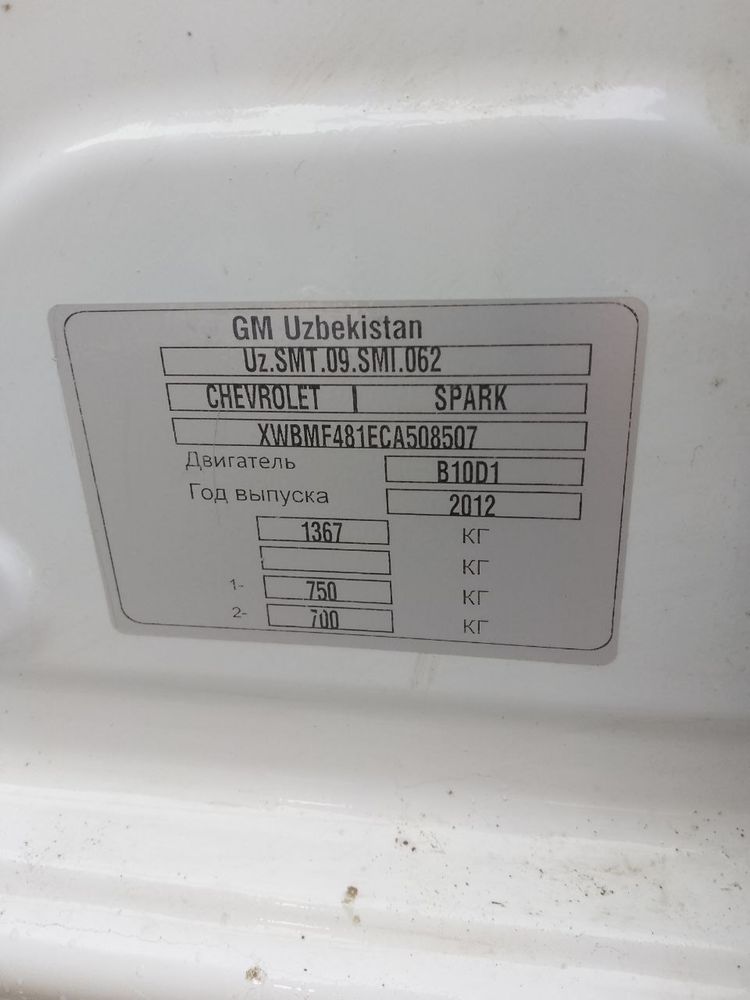 GM Uzbekistan
Uz.SMT.09.SMI.062
CHEVROLET SPARK
XWBMF481ECA508507
Двигатель B10D1
Год выпуска 2012
1367 КГ
КГ
1- 750 КГ
2- 700 КГ